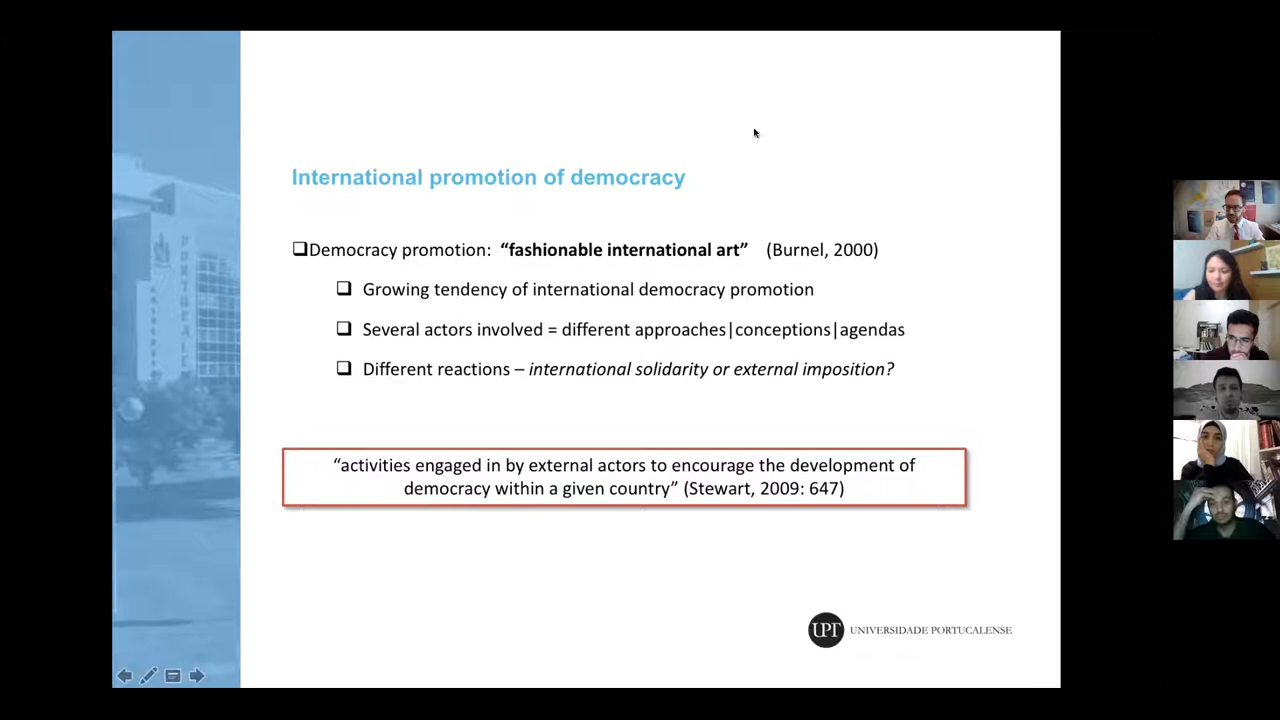 International promotion of democracy
❑Democracy promotion: “fashionable international art” (Burnel, 2000)
❑ Growing tendency of international democracy promotion
❑ Several actors involved = different approaches|conceptions|agendas
❑ Different reactions – international solidarity or external imposition?
“activities engaged in by external actors to encourage the development of
democracy within a given country” (Stewart, 2009: 647)
UPT UNIVERSIDADE PORTUCALENSE